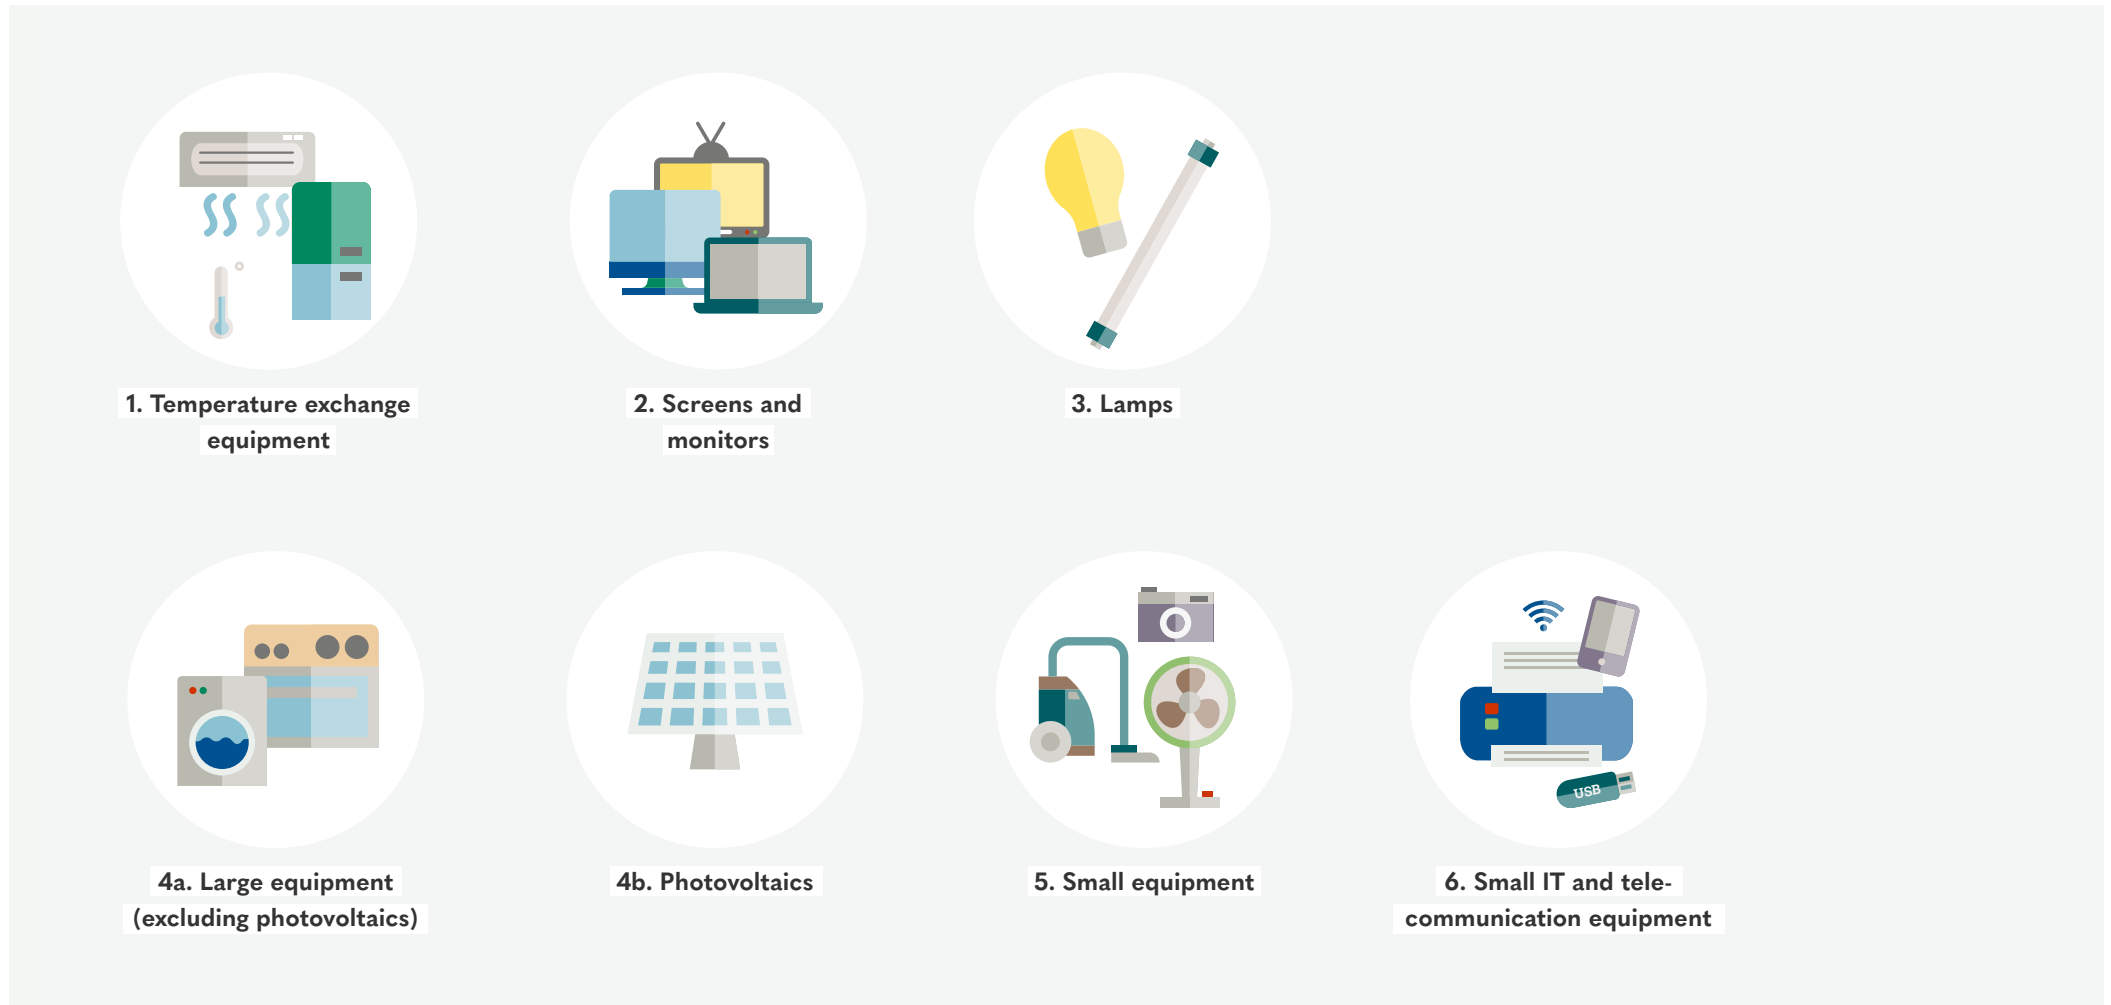 1. Temperature exchange
equipment
2. Screens and
monitors
3. Lamps
USB
4a. Large equipment
(excluding photovoltaics)
4b. Photovoltaics
5. Small equipment
6. Small IT and tele-
communication equipment